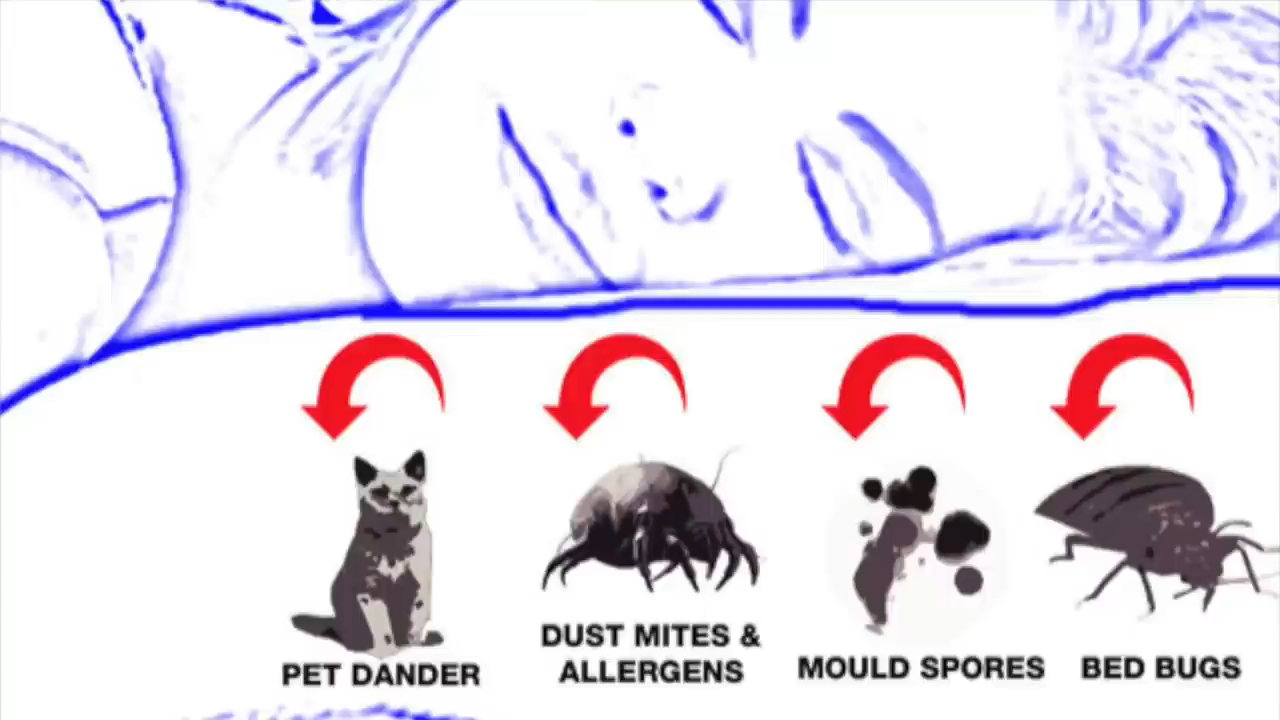 PET DANDER
DUST MITES &
ALLERGENS
MOULD SPORES
BED BUGS